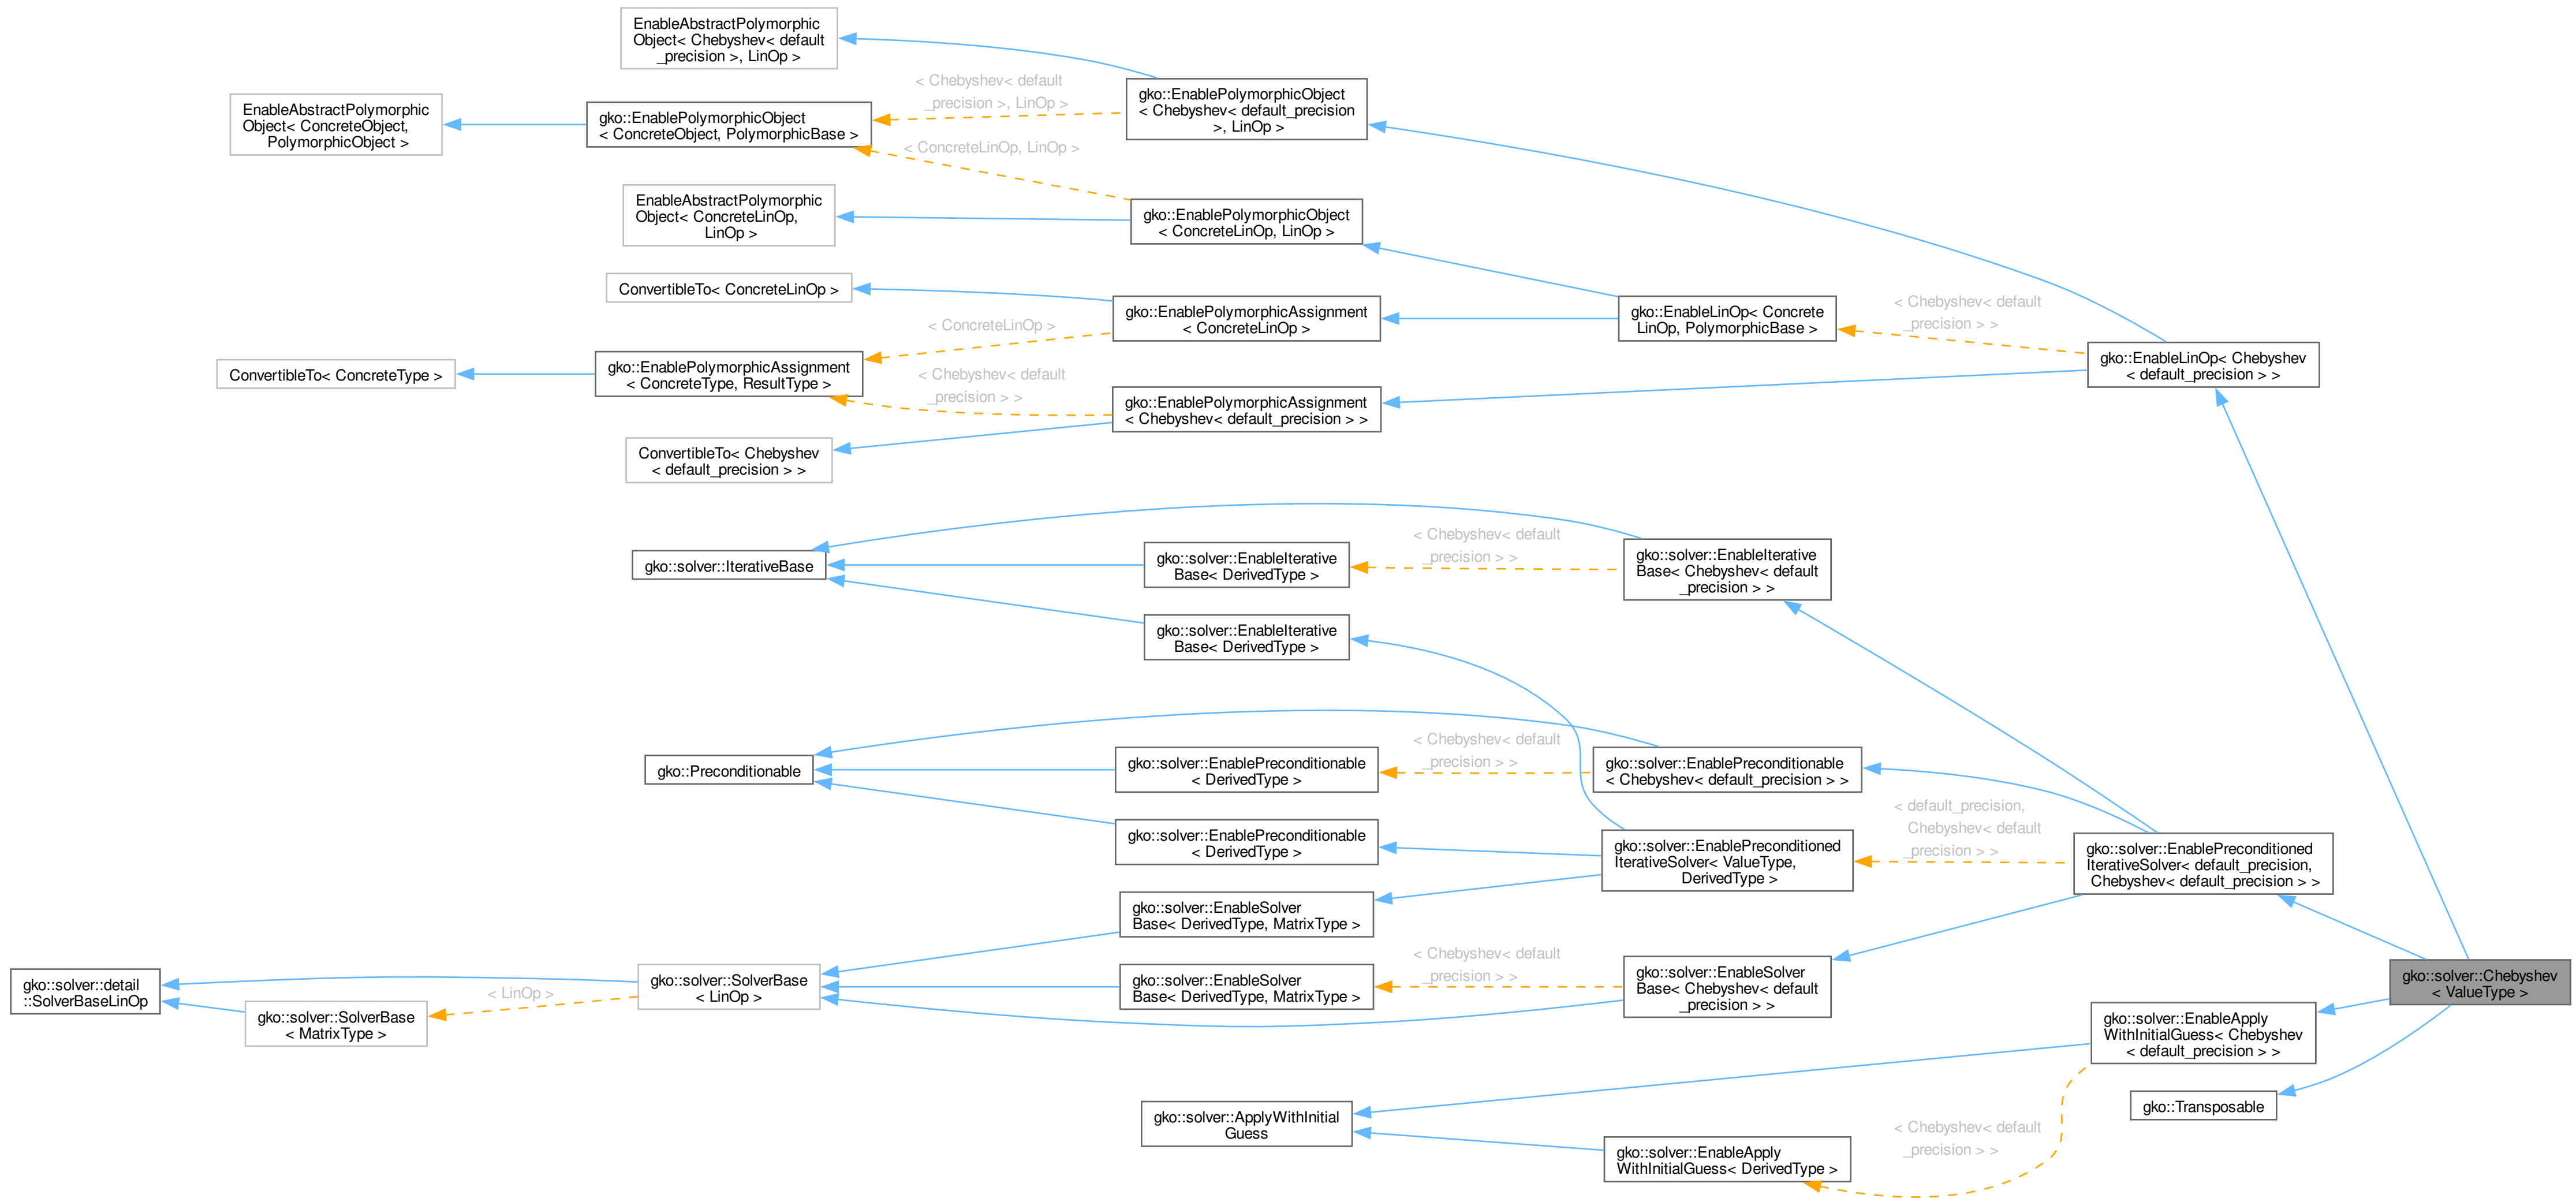 EnableAbstractPolymorphic
Object< Chebyshev< default
_precision >, LinOp >
< Chebyshev< default
_precision >, LinOp >
gko::EnablePolymorphicObject
< Chebyshev< default_precision
>, LinOp >
EnableAbstractPolymorphic
Object< ConcreteObject,
PolymorphicObject >
gko::EnablePolymorphicObject
< ConcreteObject, PolymorphicBase >
< ConcreteLinOp, LinOp >
EnableAbstractPolymorphic
Object< ConcreteLinOp,
LinOp >
gko::EnablePolymorphicObject
< ConcreteLinOp, LinOp >
ConvertibleTo< ConcreteLinOp >
gko::EnablePolymorphicAssignment
< ConcreteLinOp >
gko::EnableLinOp< Concrete
LinOp, PolymorphicBase >
< Chebyshev< default
_precision > >
< ConcreteLinOp >
gko::EnableLinOp< Chebyshev
< default_precision > >
ConvertibleTo< ConcreteType >
gko::EnablePolymorphicAssignment
< ConcreteType, ResultType >
< Chebyshev< default
_precision > >
gko::EnablePolymorphicAssignment
< Chebyshev< default_precision > >
ConvertibleTo< Chebyshev
< default_precision > >
gko::solver::IterativeBase
gko::solver::EnableIterative
Base< DerivedType >
< Chebyshev< default
_precision > >
gko::solver::EnableIterative
Base< Chebyshev< default
_precision > >
gko::solver::EnableIterative
Base< DerivedType >
gko::Preconditionable
gko::solver::EnablePreconditionable
< DerivedType >
< Chebyshev< default
_precision > >
gko::solver::EnablePreconditionable
< Chebyshev< default_precision > >
gko::solver::EnablePreconditionable
< DerivedType >
gko::solver::EnablePreconditioned
IterativeSolver< ValueType,
DerivedType >
< default_precision,
Chebyshev< default
_precision > >
gko::solver::EnablePreconditioned
IterativeSolver< default_precision,
Chebyshev< default_precision > >
gko::solver::EnableSolver
Base< DerivedType, MatrixType >
gko::solver::detail
::SolverBaseLinOp
gko::solver::SolverBase
< MatrixType >
< LinOp >
gko::solver::SolverBase
< LinOp >
gko::solver::EnableSolver
Base< DerivedType, MatrixType >
< Chebyshev< default
_precision > >
gko::solver::EnableSolver
Base< Chebyshev< default
_precision > >
gko::solver::Chebyshev
< ValueType >
gko::solver::EnableApply
WithInitialGuess< Chebyshev
< default_precision > >
gko::Transposable
gko::solver::ApplyWithInitial
Guess
gko::solver::EnableApply
WithInitialGuess< DerivedType >
< Chebyshev< default
_precision > >